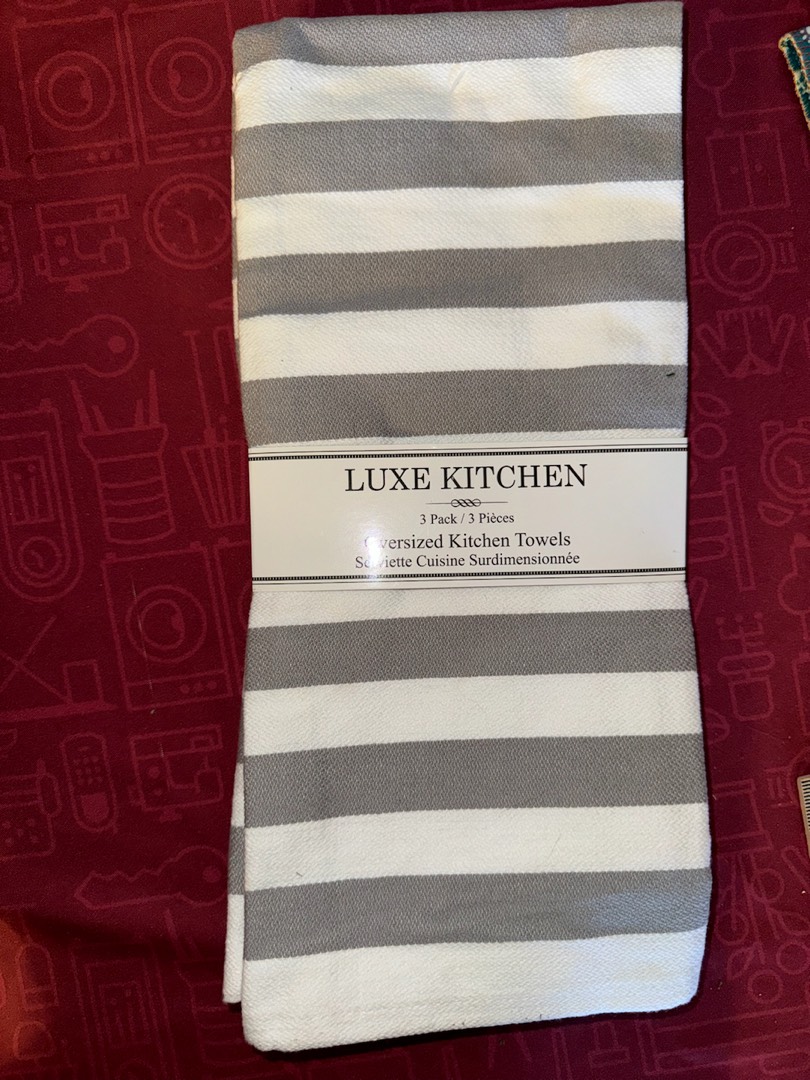 LUXE KITCHEN
3 Pack / 3 Pièces
Oversized Kitchen Towels
Serviette Cuisine Surdimensionnée